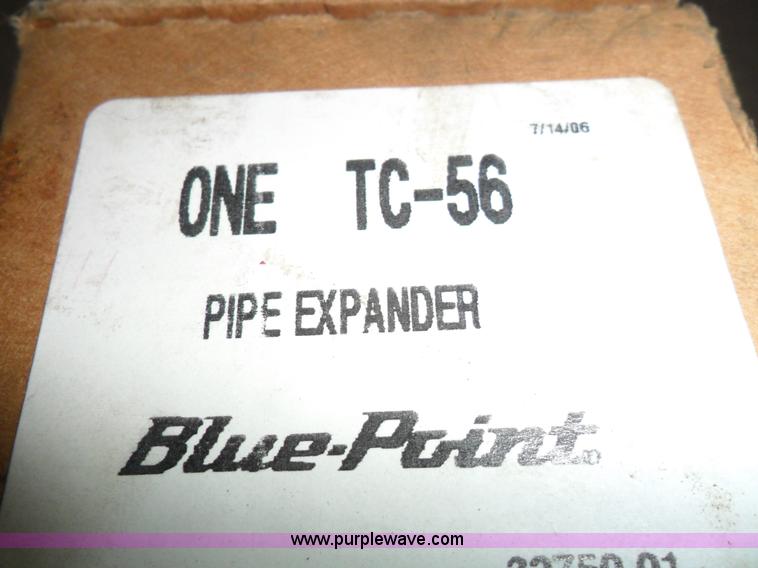 7/14/06
ONE TC-56
PIPE EXPANDER
Blue-Point®
www.purplewave.com